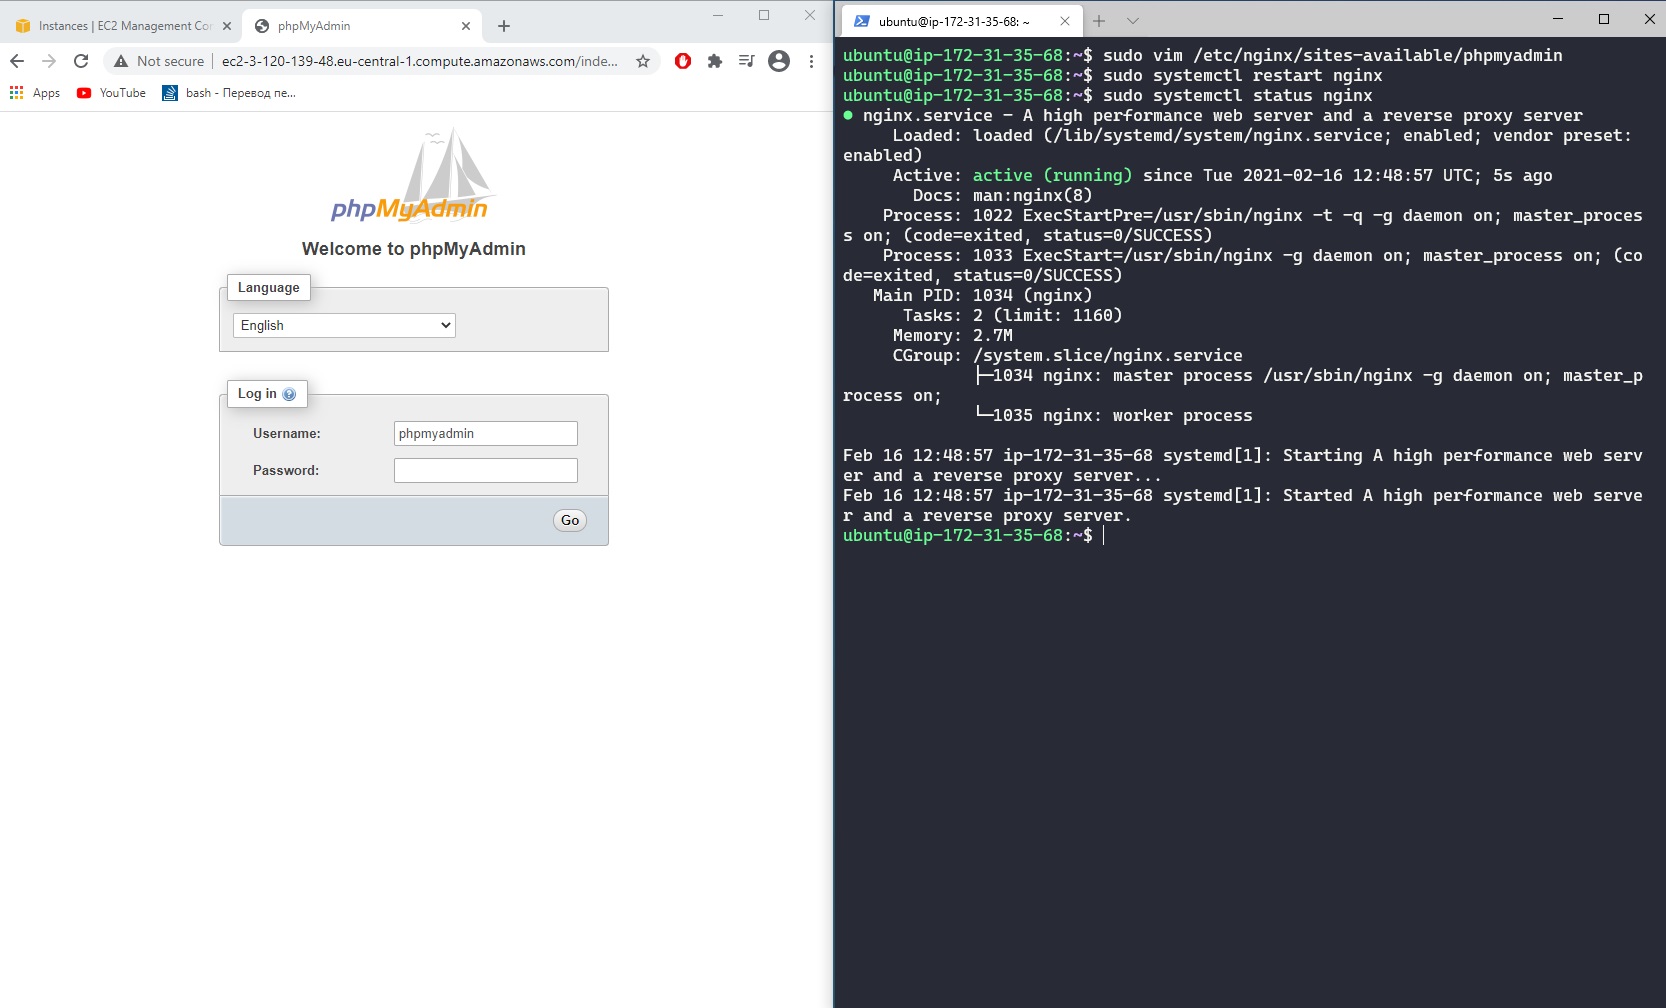 Instances | EC2 Management Co
phpMyAdmin
Not secure
ec2-3-120-139-48.eu-central-1.compute.amazonaws.com/inde...
Apps
YouTube
bash - Перевод пе...
phpMyAdmin
Welcome to phpMyAdmin
Language
English
Log in
Username:
phpmyadmin
Password:
Go
ubuntu@ip-172-31-35-68: ~
ubuntu@ip-172-31-35-68:~$ sudo vim /etc/nginx/sites-available/phpmyadmin
ubuntu@ip-172-31-35-68:~$ sudo systemctl restart nginx
ubuntu@ip-172-31-35-68:~$ sudo systemctl status nginx
● nginx.service - A high performance web server and a reverse proxy server
Loaded: loaded (/lib/systemd/system/nginx.service; enabled; vendor preset:
enabled)
Active: active (running) since Tue 2021-02-16 12:48:57 UTC; 5s ago
Docs: man:nginx(8)
Process: 1022 ExecStartPre=/usr/sbin/nginx -t -q -g daemon on; master_proces
s on; (code=exited, status=0/SUCCESS)
Process: 1033 ExecStart=/usr/sbin/nginx -g daemon on; master_process on; (co
de=exited, status=0/SUCCESS)
Main PID: 1034 (nginx)
Tasks: 2 (limit: 1160)
Memory: 2.7M
CGroup: /system.slice/nginx.service
├─1034 nginx: master process /usr/sbin/nginx -g daemon on; master_p
rocess on;
└─1035 nginx: worker process
Feb 16 12:48:57 ip-172-31-35-68 systemd[1]: Starting A high performance web serv
er and a reverse proxy server...
Feb 16 12:48:57 ip-172-31-35-68 systemd[1]: Started A high performance web serve
r and a reverse proxy server.
ubuntu@ip-172-31-35-68:~$